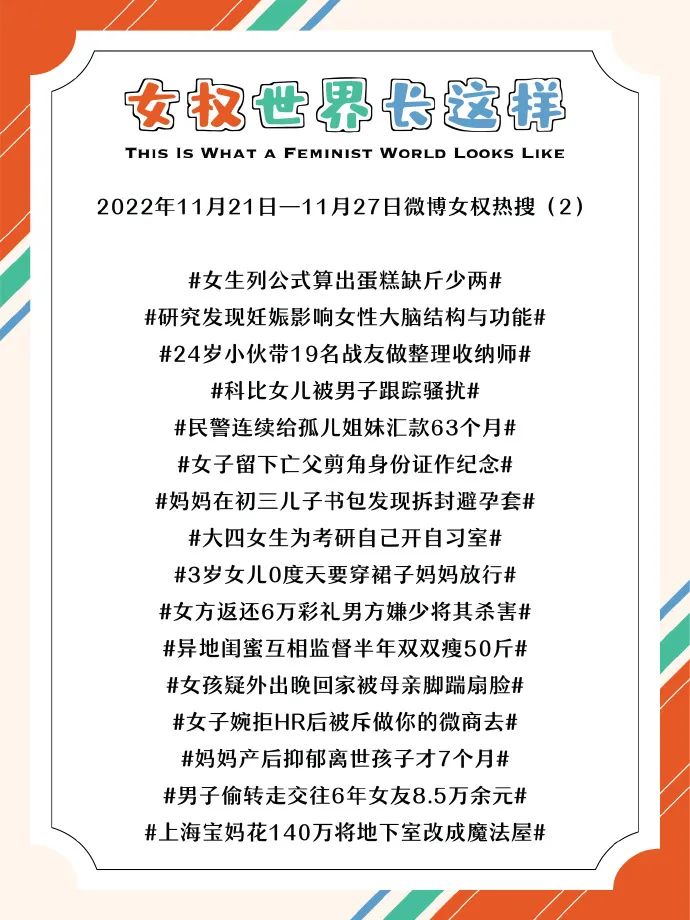 女权世界长这样
THIS IS WHAT A FEMINIST WORLD LOOKS LIKE
2022年11月21日—11月27日微博女权热搜（2）
#女生列公式算出蛋糕缺斤少两#
#研究发现妊娠影响女性大脑结构与功能#
#24岁小伙带19名战友做整理收纳师#
#科比女儿被男子跟踪骚扰#
#民警连续给孤儿姐妹汇款63个月#
#女子留下亡父剪角身份证作纪念#
#妈妈在初三儿子书包发现拆封避孕套#
#大四女生为考研自己开自习室#
#3岁女儿0度天要穿裙子妈妈放行#
#女方返还6万彩礼男方嫌少将其杀害#
#异地闺蜜互相监督半年双双瘦50斤#
#女孩疑外出晚回家被母亲脚踹扇脸#
#女子婉拒HR后被斥做你的微商去#
#妈妈产后抑郁离世孩子才7个月#
#男子偷转走交往6年女友8.5万余元#
#上海宝妈花140万将地下室改成魔法屋#